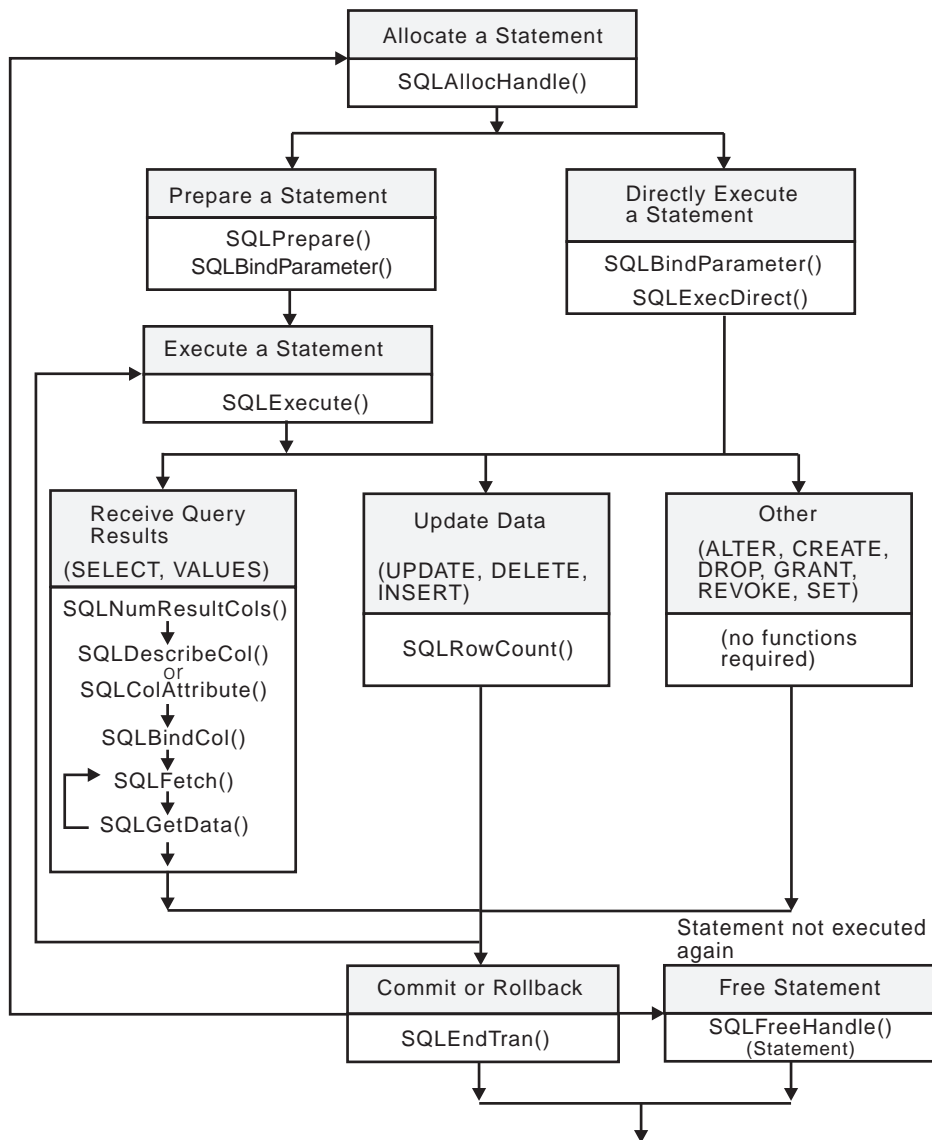 Allocate a Statement
SQLAllocHandle()
Prepare a Statement
SQLPrepare()
SQLBindParameter()
Directly Execute
a Statement
SQLBindParameter()
SQLExecDirect()
Execute a Statement
SQLExecute()
Receive Query
Results
(SELECT, VALUES)
SQLNumResultCols()
SQLDescribeCol()
or
SQLColAttribute()
SQLBindCol()
SQLFetch()
SQLGetData()
Update Data
(UPDATE, DELETE,
INSERT)
SQLRowCount()
Other
(ALTER, CREATE,
DROP, GRANT,
REVOKE, SET)
(no functions
required)
Statement not executed
again
Commit or Rollback
SQLEndTran()
Free Statement
SQLFreeHandle()
(Statement)